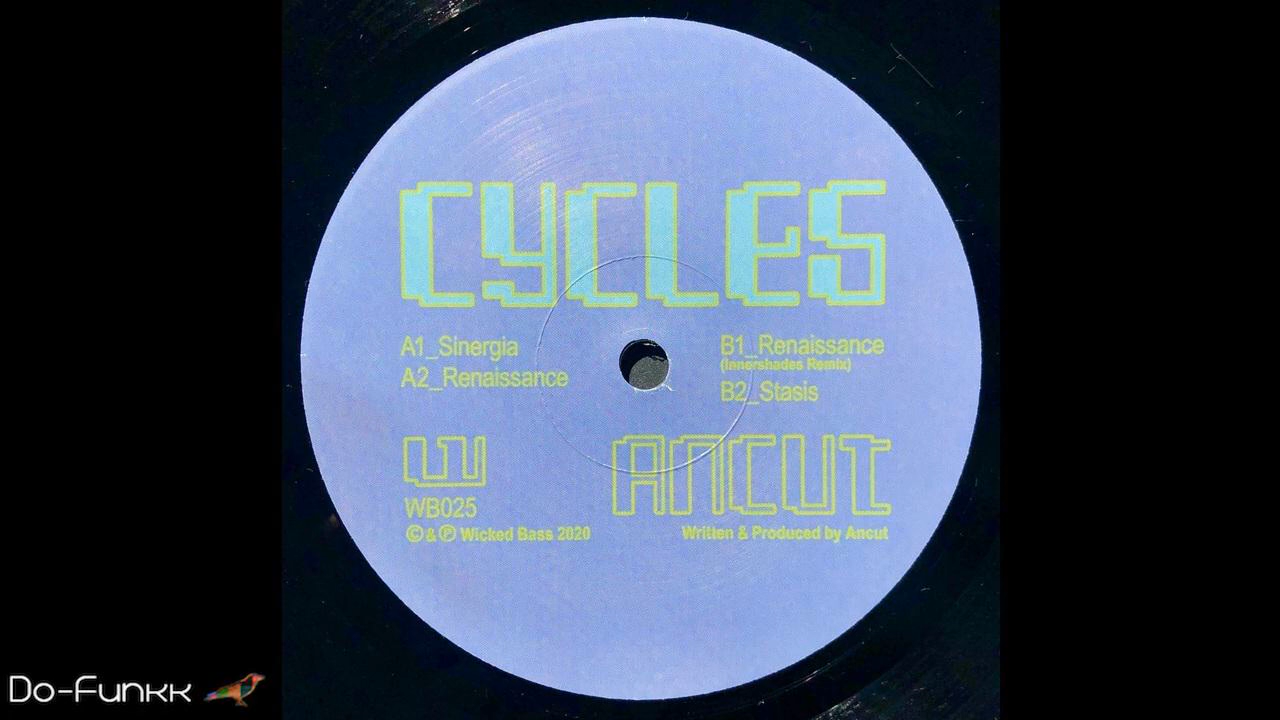 CYCLES
A1_Sinergia
A2_Renaissance
B1_Renaissance
(Innershades Remix)
B2_Stasis
W
WB025
© & ℗ Wicked Bass 2020
ANCUT
Written & Produced by Ancut
Do-Funkk